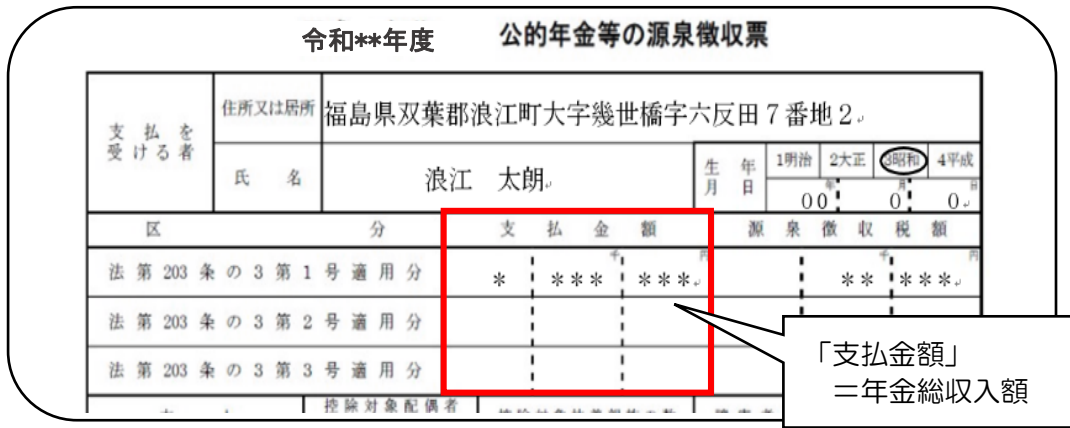 令和**年度 公的年金等の源泉徴収票
支払を受ける者
住所又は居所 福島県双葉郡浪江町大字幾世橋字六反田7番地2
氏名 浪江 太朗
生年月日 1明治 2大正 3昭和 4平成
年 月 日
00 0 0
区分 支払金額 源泉徴収税額
千 円 千 円
法第203条の3第1号適用分 * *** *** ** ***
法第203条の3第2号適用分
法第203条の3第3号適用分
控除対象配偶者
「支払金額」
＝年金総収入額